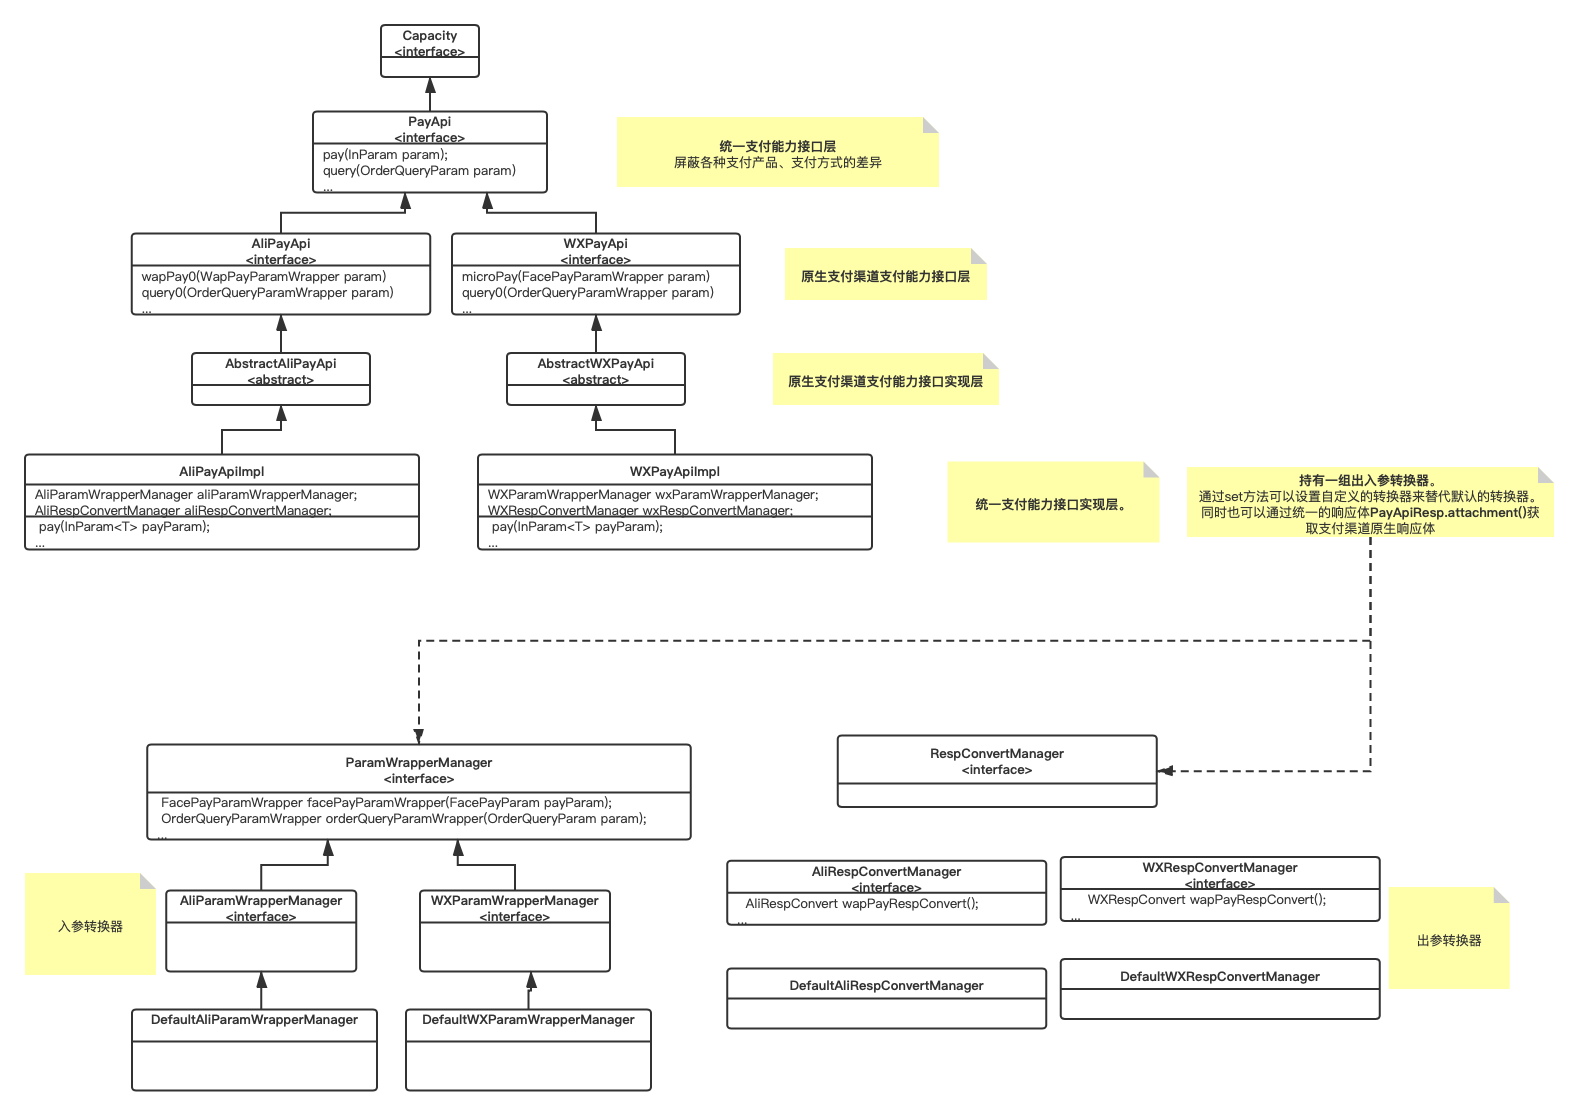 Capacity
<interface>
PayApi
<interface>
pay(InParam param);
query(OrderQueryParam param)
...
统一支付能力接口层
屏蔽各种支付产品、支付方式的差异
AliPayApi
<interface>
wapPay0(WapPayParamWrapper param)
query0(OrderQueryParamWrapper param)
...
WXPayApi
<interface>
microPay(FacePayParamWrapper param)
query0(OrderQueryParamWrapper param)
...
原生支付渠道支付能力接口层
AbstractAliPayApi
<abstract>
AbstractWXPayApi
<abstract>
原生支付渠道支付能力接口实现层
AliPayApiImpl
AliParamWrapperManager aliParamWrapperManager;
AliRespConvertManager aliRespConvertManager;
pay(InParam<T> payParam);
...
WXPayApiImpl
WXParamWrapperManager wxParamWrapperManager;
WXRespConvertManager wxRespConvertManager;
pay(InParam<T> payParam);
...
统一支付能力接口实现层。
持有一组出入参转换器。
通过set方法可以设置自定义的转换器来替代默认的转换器。
同时也可以通过统一的响应体PayApiResp.attachment()获
取支付渠道原生响应体
ParamWrapperManager
<interface>
FacePayParamWrapper facePayParamWrapper(FacePayParam payParam);
OrderQueryParamWrapper orderQueryParamWrapper(OrderQueryParam param);
...
RespConvertManager
<interface>
入参转换器
AliParamWrapperManager
<interface>
WXParamWrapperManager
<interface>
AliRespConvertManager
<interface>
AliRespConvert wapPayRespConvert();
...
WXRespConvertManager
<interface>
WXRespConvert wapPayRespConvert();
...
出参转换器
DefaultAliParamWrapperManager
DefaultWXParamWrapperManager
DefaultAliRespConvertManager
DefaultWXRespConvertManager